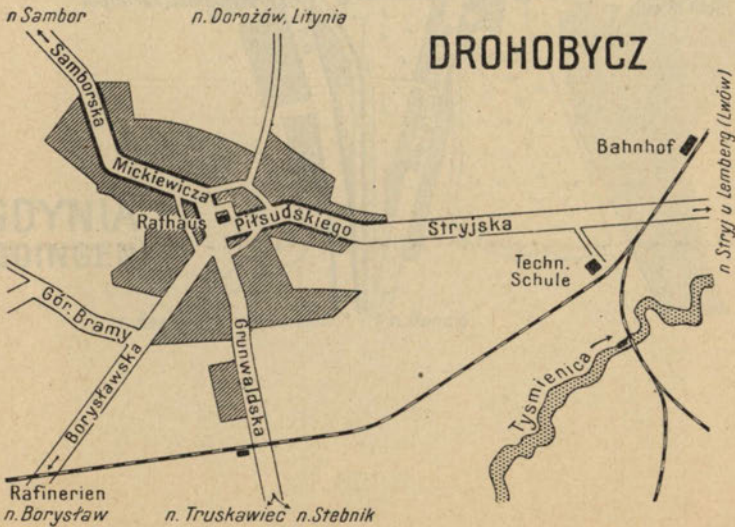 n Sambor
n. Dorożów, Litynia
DROHOBYCZ
Samborska
Bahnhof
Mickiewicza
Rathaus
Piłsudskiego
Stryjska
n Stryj u Lemberg (Lwów)
Techn.
Schule
Gór. Bramy
Borysławska
Grunwaldska
Tyśmienica
Rafinerien
n. Borysław
n. Truskawiec
n. Stebnik